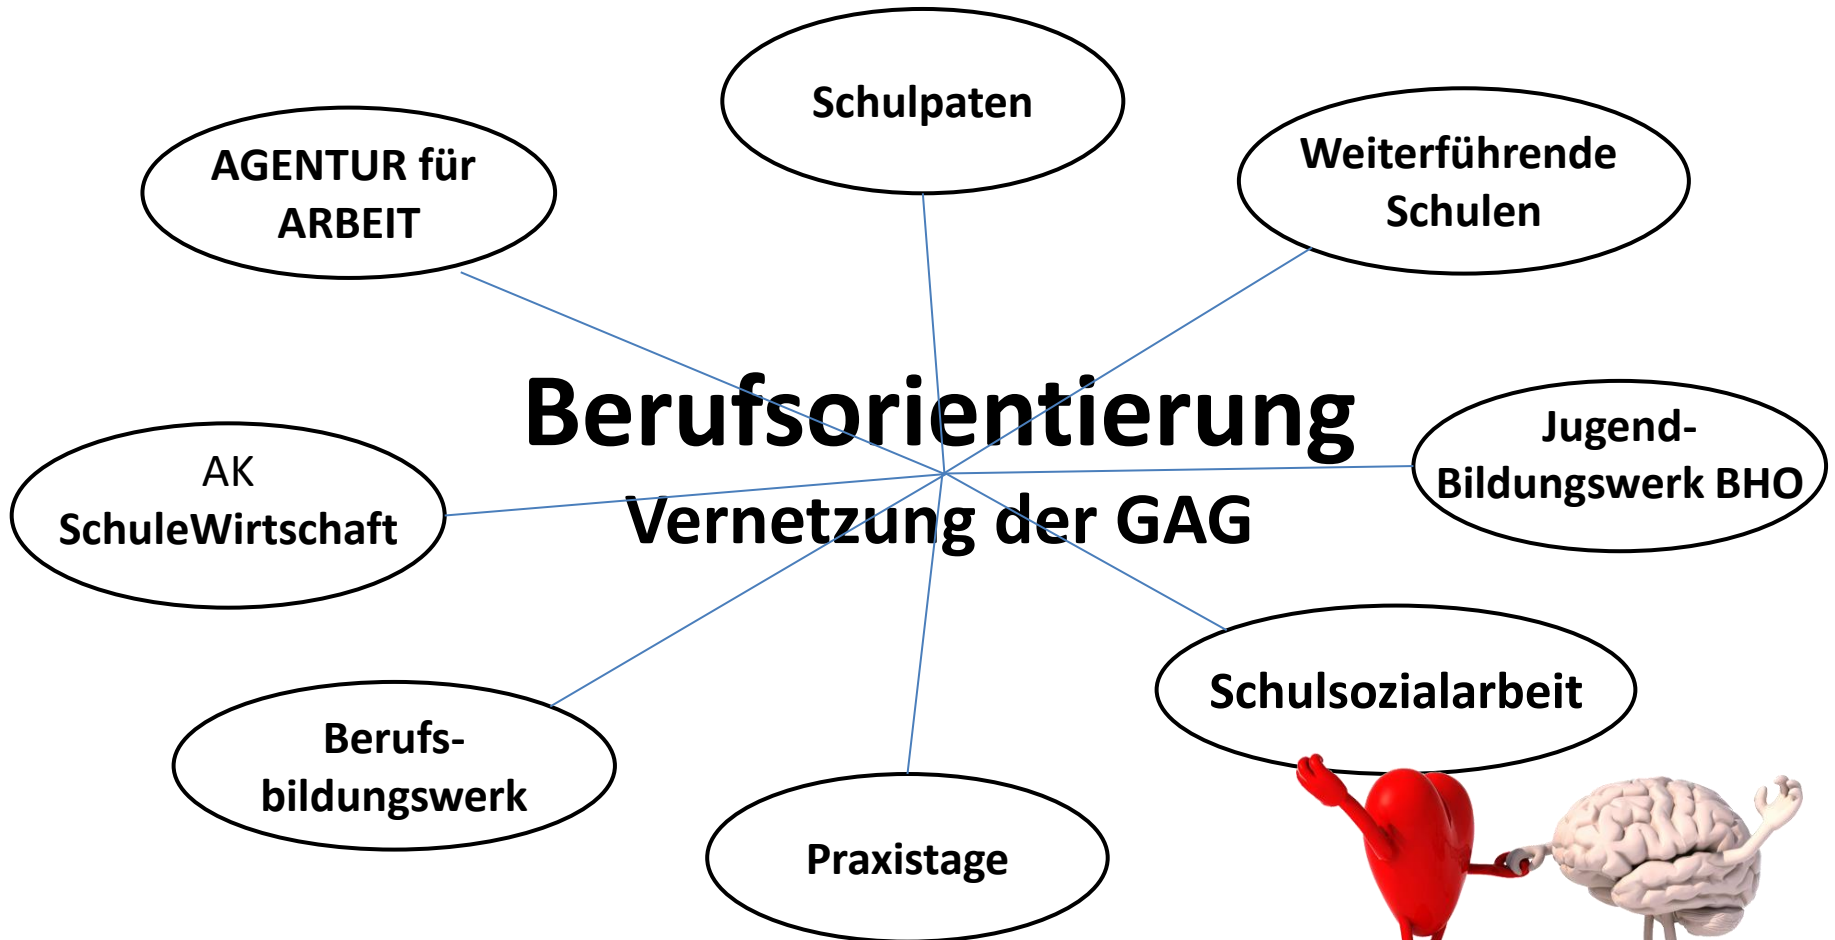 Schulpaten
AGENTUR für
ARBEIT
Weiterführende
Schulen
Berufsorientierung
Vernetzung der GAG
Jugend-
Bildungswerk BHO
AK
SchuleWirtschaft
Schulsozialarbeit
Berufs-
bildungswerk
Praxistage